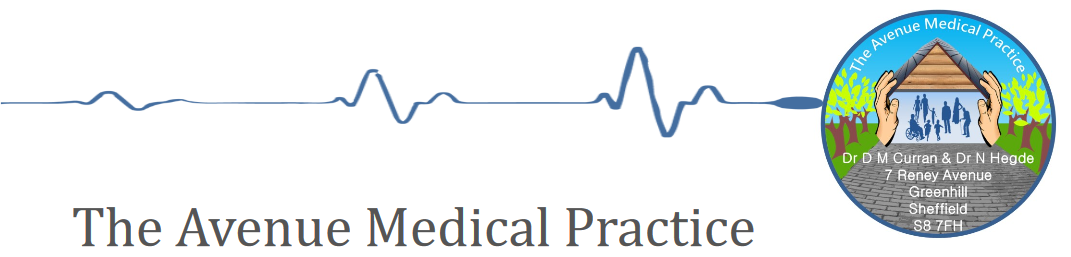 The Avenue Medical Practice
Dr D M Curran & Dr N Hegde
7 Reney Avenue
Greenhill
Sheffield
S8 7FH
The Avenue Medical Practice